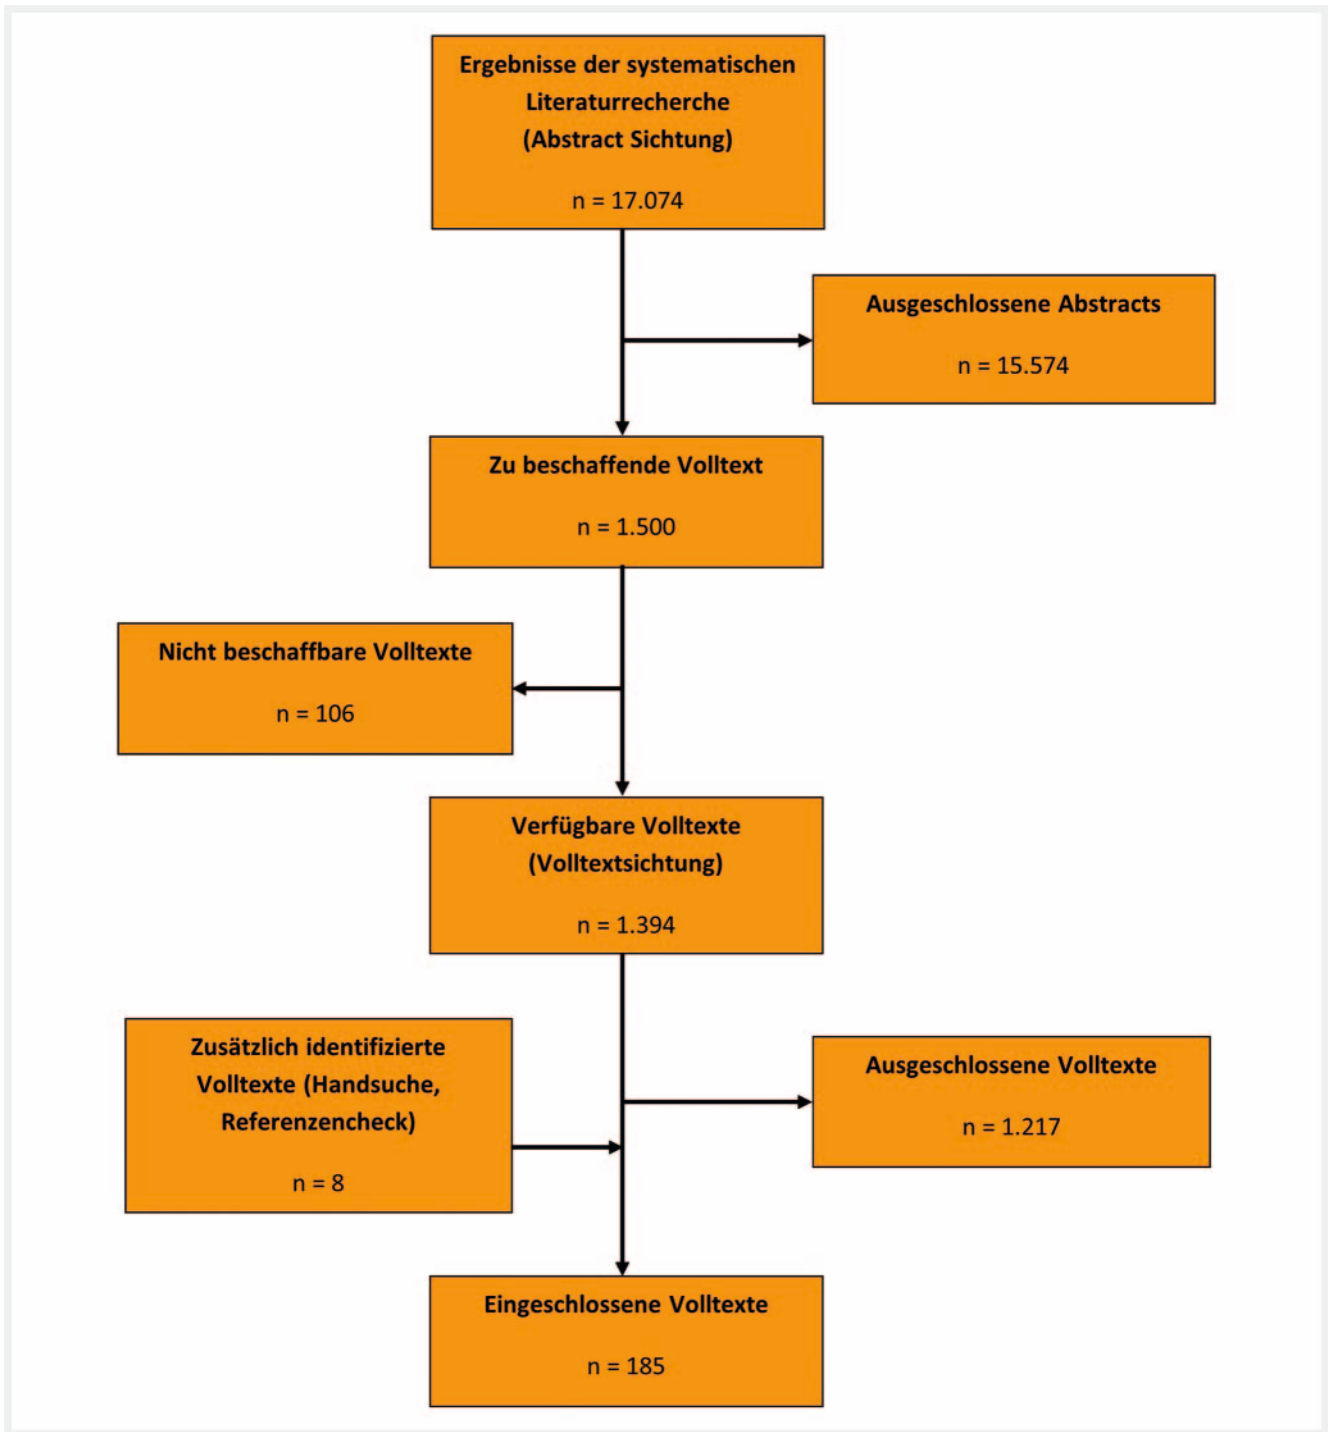 Ergebnisse der systematischen
Literaturrecherche
(Abstract Sichtung)
n = 17.074
Ausgeschlossene Abstracts
n = 15.574
Zu beschaffende Volltext
n = 1.500
Nicht beschaffbare Volltexte
n = 106
Verfügbare Volltexte
(Volltextsichtung)
n = 1.394
Zusätzlich identifizierte
Volltexte (Handsuche,
Referenzencheck)
n = 8
Ausgeschlossene Volltexte
n = 1.217
Eingeschlossene Volltexte
n = 185